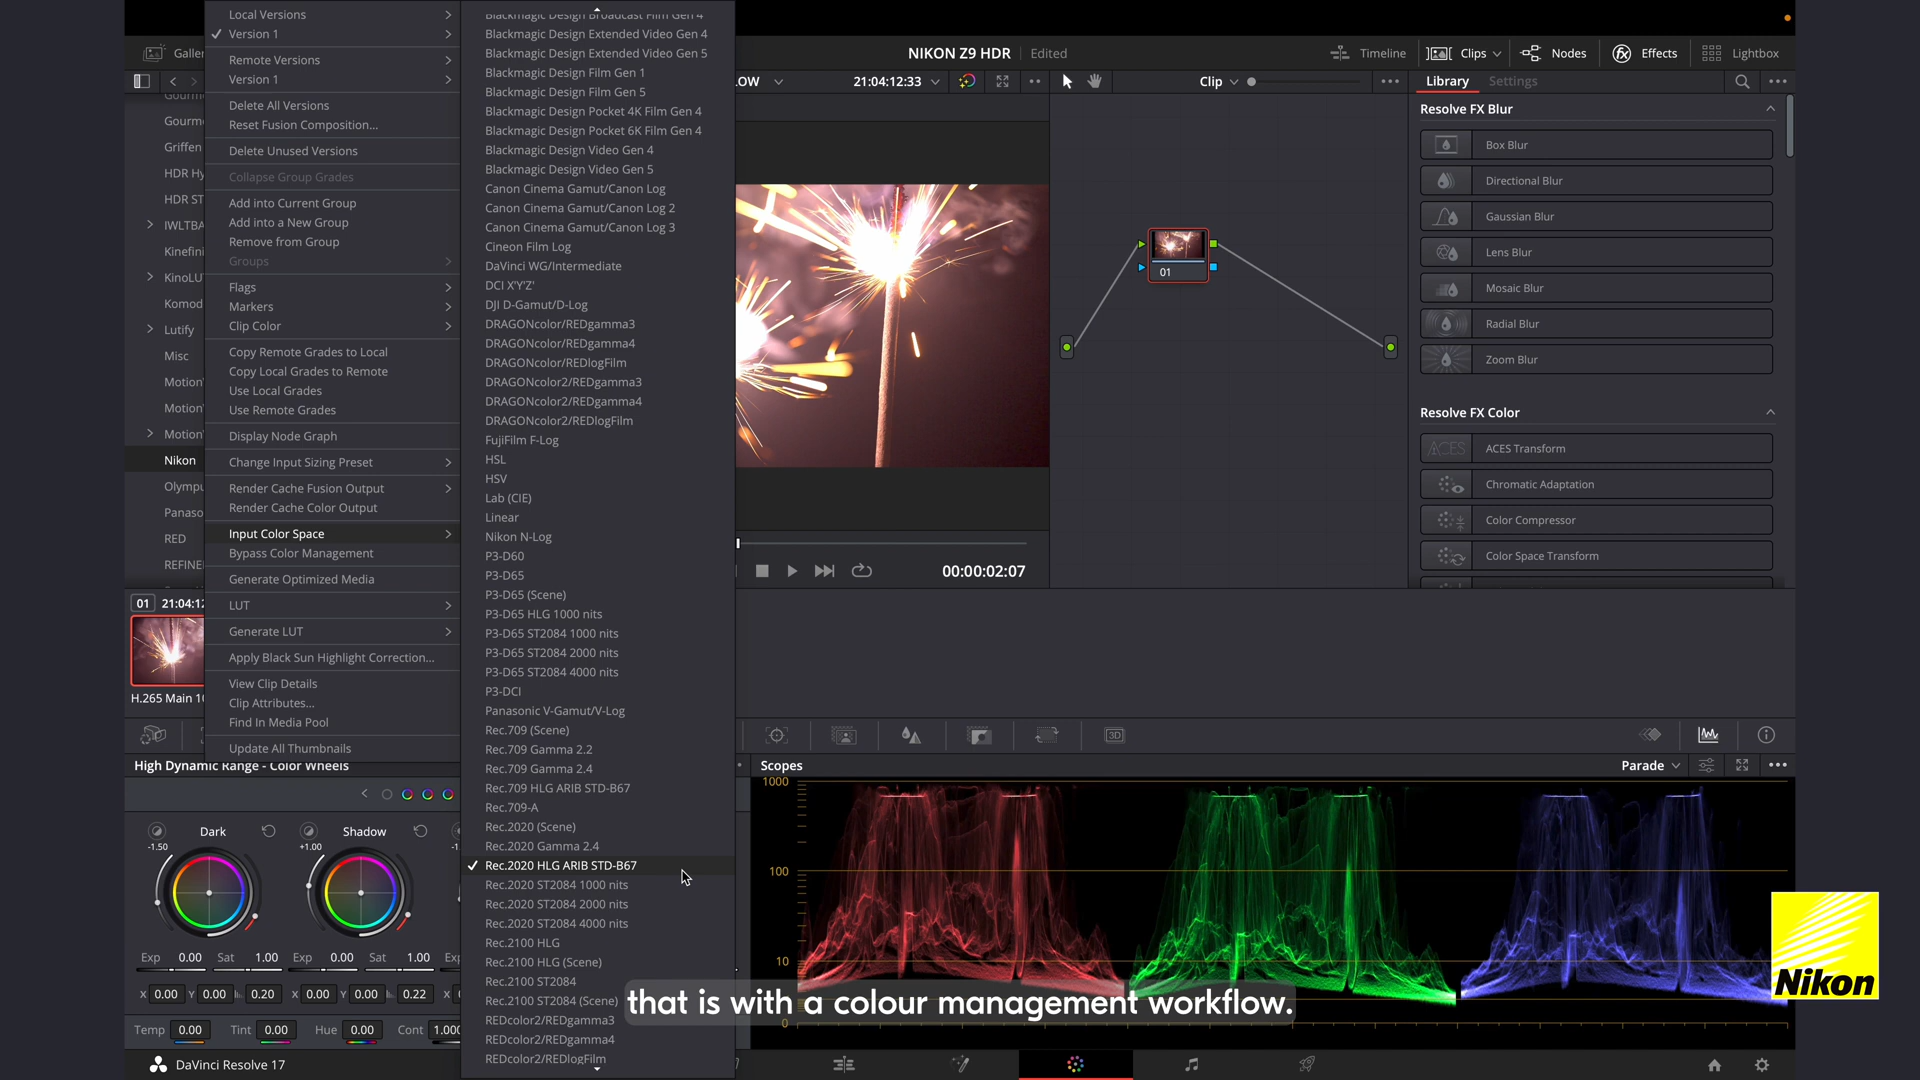 Local Versions
Version 1
Remote Versions
Version 1
Delete All Versions
Reset Fusion Composition...
Delete Unused Versions
Collapse Group Grades
Add into Current Group
Add into a New Group
Remove from Group
Groups
Flags
Markers
Clip Color
Copy Remote Grades to Local
Copy Local Grades to Remote
Use Local Grades
Use Remote Grades
Display Node Graph
Change Input Sizing Preset
Render Cache Fusion Output
Render Cache Color Output
Input Color Space
Bypass Color Management
Generate Optimized Media
LUT
Generate LUT
Apply Black Sun Highlight Correction...
View Clip Details
Clip Attributes...
Find In Media Pool
Update All Thumbnails
Blackmagic Design Broadcast Film Gen 4
Blackmagic Design Extended Video Gen 4
Blackmagic Design Extended Video Gen 5
Blackmagic Design Film Gen 1
Blackmagic Design Film Gen 5
Blackmagic Design Pocket 4K Film Gen 4
Blackmagic Design Pocket 6K Film Gen 4
Blackmagic Design Video Gen 4
Blackmagic Design Video Gen 5
Canon Cinema Gamut/Canon Log
Canon Cinema Gamut/Canon Log 2
Canon Cinema Gamut/Canon Log 3
Cineon Film Log
DaVinci WG/Intermediate
DCI X'Y'Z'
DJI D-Gamut/D-Log
DRAGONcolor/REDgamma3
DRAGONcolor/REDgamma4
DRAGONcolor/REDlogFilm
DRAGONcolor2/REDgamma3
DRAGONcolor2/REDgamma4
DRAGONcolor2/REDlogFilm
FujiFilm F-Log
HSL
HSV
Lab (CIE)
Linear
Nikon N-Log
P3-D60
P3-D65
P3-D65 (Scene)
P3-D65 HLG 1000 nits
P3-D65 ST2084 1000 nits
P3-D65 ST2084 2000 nits
P3-D65 ST2084 4000 nits
P3-DCI
Panasonic V-Gamut/V-Log
Rec.709 (Scene)
Rec.709 Gamma 2.2
Rec.709 Gamma 2.4
Rec.709 HLG ARIB STD-B67
Rec.709-A
Rec.2020 (Scene)
Rec.2020 Gamma 2.4
Rec.2020 HLG ARIB STD-B67
Rec.2020 ST2084 1000 nits
Rec.2020 ST2084 2000 nits
Rec.2020 ST2084 4000 nits
Rec.2100 HLG
Rec.2100 HLG (Scene)
Rec.2100 ST2084
Rec.2100 ST2084 (Scene)
REDcolor2/REDgamma3
REDcolor2/REDgamma4
REDcolor2/REDlogFilm
Galler
Gourm
Griffen
HDR Hy
HDR ST
IWLTBA
Kinefini
KinoLU
Komod
Lutify
Misc
Motion'
Motion'
Motion'
Nikon
Olympu
Panaso
RED
REFINE
NIKON Z9 HDR Edited
Timeline Clips Nodes Effects Lightbox
LOW 21:04:12:33 Clip
Library Settings
Resolve FX Blur
Box Blur
Directional Blur
Gaussian Blur
Lens Blur
Mosaic Blur
Radial Blur
Zoom Blur
Resolve FX Color
ACES ACES Transform
Chromatic Adaptation
Color Compressor
Color Space Transform
01
00:00:02:07
01 21:04:12
H.265 Main 10
3D
High Dynamic Range - Color Wheels
Dark Shadow
-1.50 +1.00
Exp 0.00 Sat 1.00 Exp 0.00 Sat 1.00 Exp
X 0.00 Y 0.00 0.20 X 0.00 Y 0.00 0.22 X
Temp 0.00 Tint 0.00 Hue 0.00 Cont 1.000
Scopes Parade
1000
100
10
0
that is with a colour management workflow.
Nikon
DaVinci Resolve 17